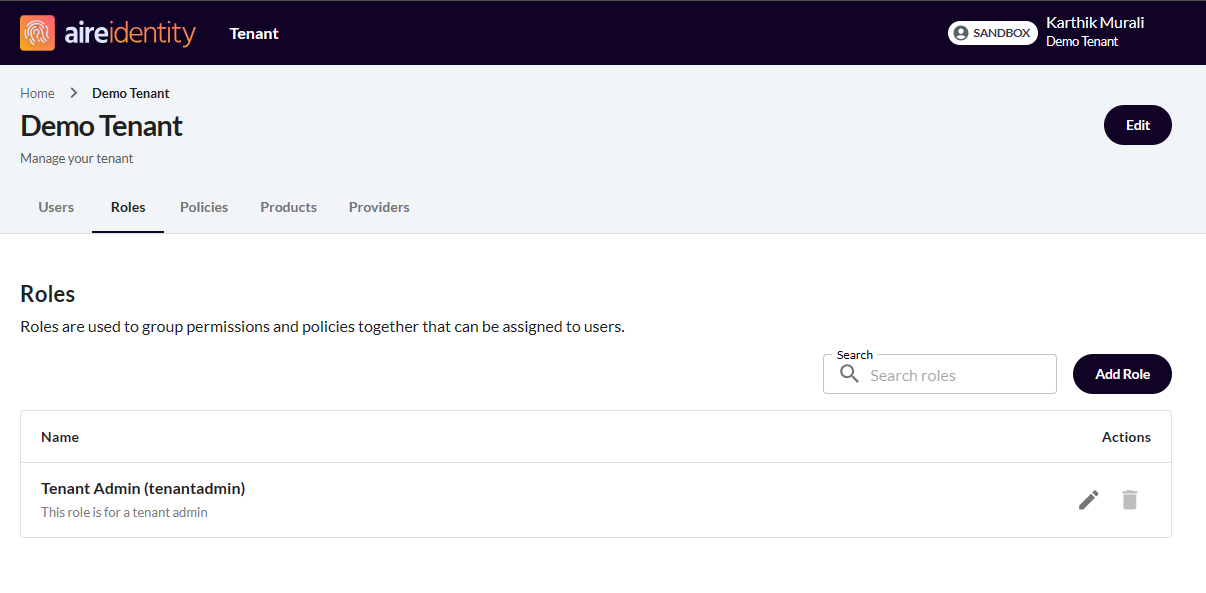 aireidentity
Tenant
SANDBOX
Karthik Murali
Demo Tenant
Home
Demo Tenant
Demo Tenant
Edit
Manage your tenant
Users
Roles
Policies
Products
Providers
Roles
Roles are used to group permissions and policies together that can be assigned to users.
Search
Search roles
Add Role
Name
Actions
Tenant Admin (tenantadmin)
This role is for a tenant admin